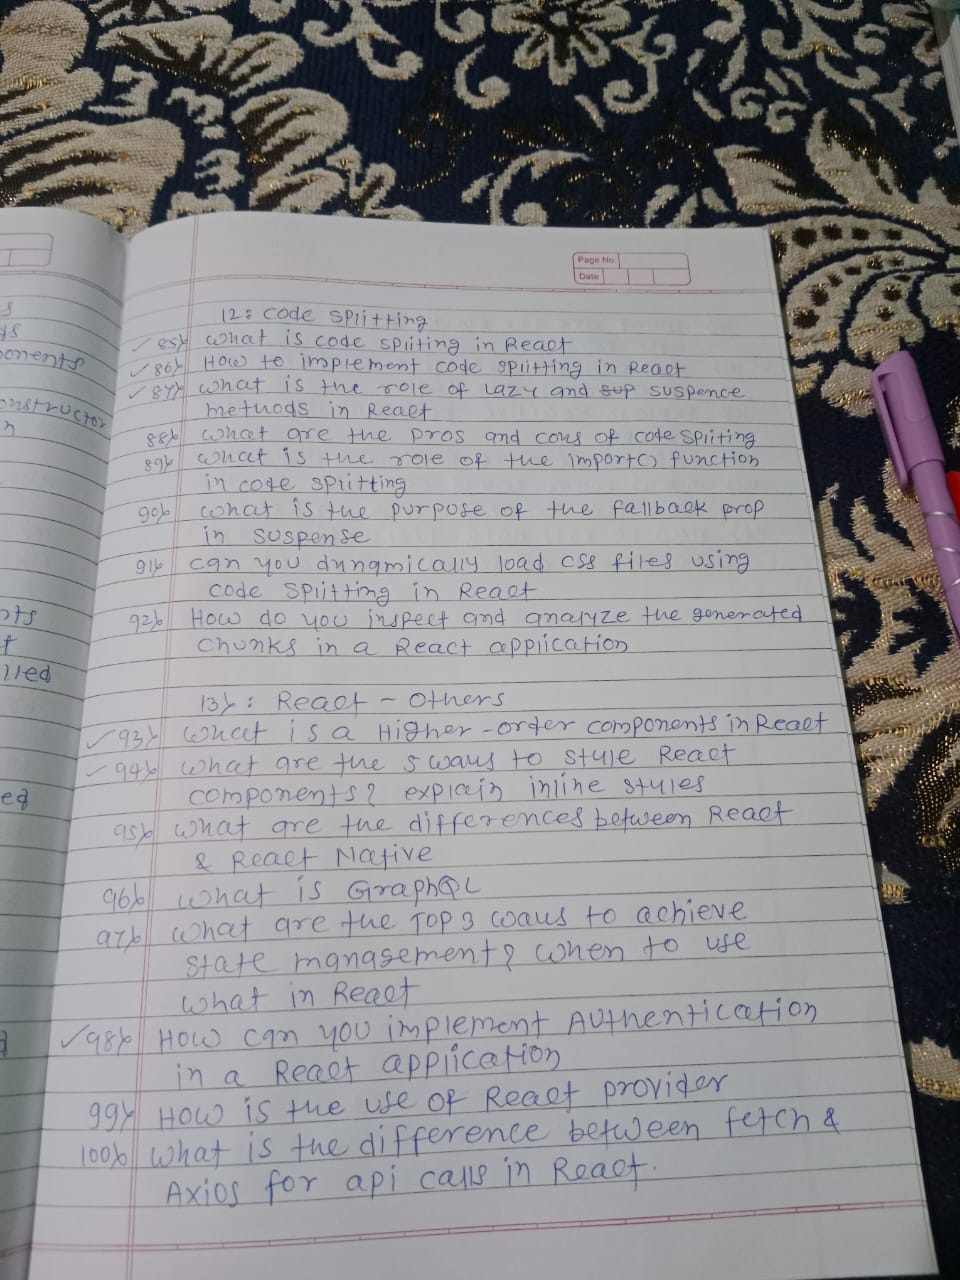 Page No.
Date
12: code splitting
85) what is code spliting in React
86) How to implement code splitting in React
87) what is the role of Lazy and suspence
methods in React
88) what are the pros and cons of code spliting
89) what is the role of the import() function
in code splitting
90) what is the purpose of the fallback prop
in suspense
91) can you dynamically load css files using
code splitting in React
92) How do you inspect and analyze the generated
chunks in a React application
13): React - Others
93) what is a Higher-order components in React
94) what are the 5 ways to style React
components? explain inline styles
95) what are the differences between React
& React Native
96) what is GraphQL
97) what are the Top 3 ways to achieve
state management? when to use
what in React
98) How can you implement Authentication
in a React application
99) How is the use of React provider
100) what is the difference between fetch &
Axios for api calls in React.
onents
onstructor
lled